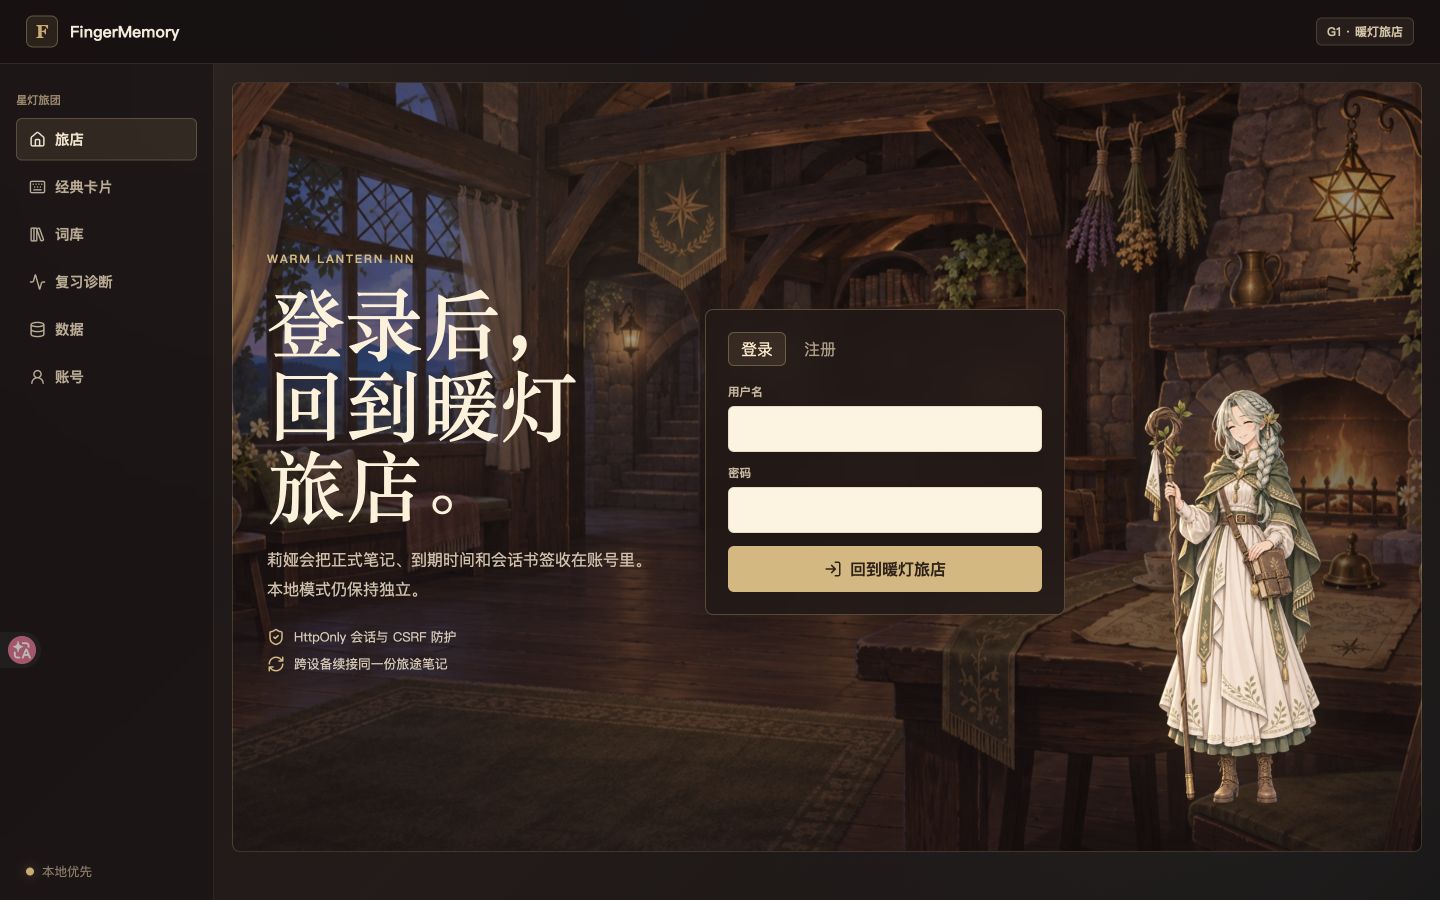 F
FingerMemory
G1 · 暖灯旅店
星灯旅团
旅店
经典卡片
词库
复习诊断
数据
账号
本地优先
WARM LANTERN INN
登录后，
回到暖灯
旅店。
莉娅会把正式笔记、到期时间和会话书签收在账号里。
本地模式仍保持独立。
HttpOnly 会话与 CSRF 防护
跨设备续接同一份旅途笔记
登录 注册
用户名
密码
回到暖灯旅店